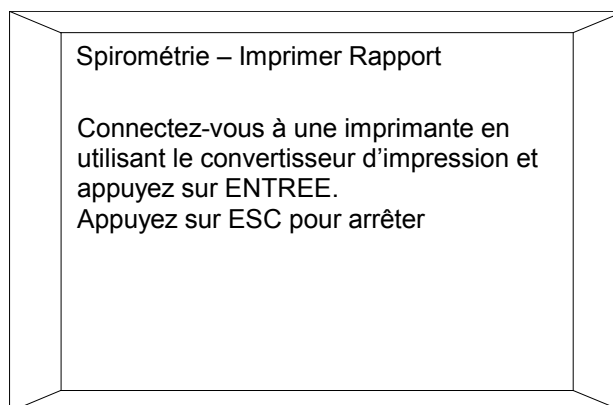 Spirométrie – Imprimer Rapport
Connectez-vous à une imprimante en
utilisant le convertisseur d’impression et
appuyez sur ENTREE.
Appuyez sur ESC pour arrêter